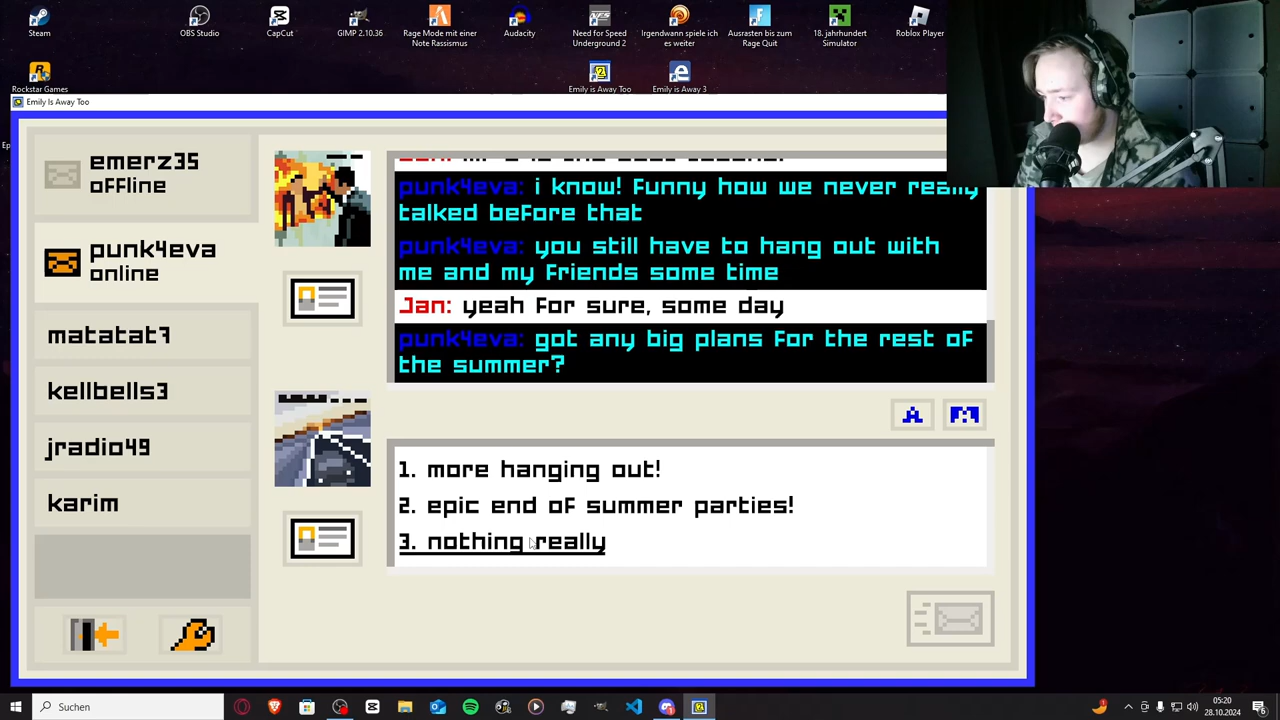 Steam
OBS Studio
CapCut
GIMP 2.10.36
Rage Mode mit einer
Note Rassismus
Audacity
Need for Speed
Underground 2
Irgendwann spiele ich
es weiter
Ausrasten bis zum
Rage Quit
18. jahrhundert
Simulator
Roblox Player
Rockstar Games
Emily is Away Too
Emily is Away 3
Emily Is Away Too
emerz35
offline
punk4eva
online
matatat7
kellbells3
jradio49
karim
punk4eva: i know! Funny how we never really
talked before that
punk4eva: you still have to hang out with
me and my Friends some time
Jan: yeah For sure, some day
punk4eva: got any big plans For the rest of
the summer?
A
M
1. more hanging out!
2. epic end of summer parties!
3. nothing really
Suchen
05:20
28.10.2024